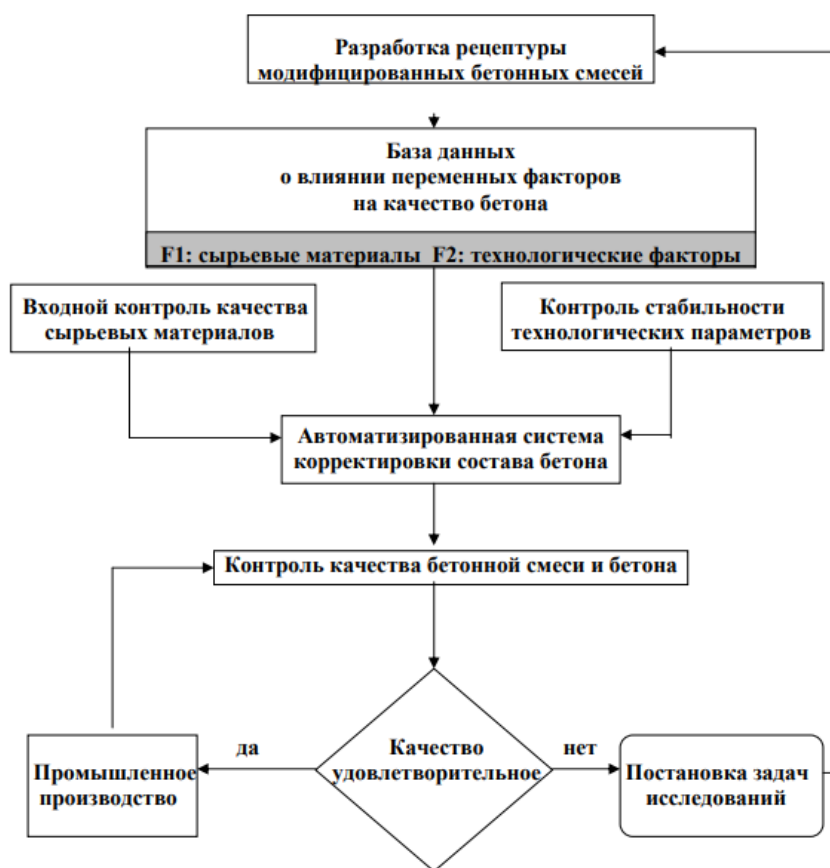 Разработка рецептуры
модифицированных бетонных смесей
База данных
о влиянии переменных факторов
на качество бетона
F1: сырьевые материалы F2: технологические факторы
Входной контроль качества
сырьевых материалов
Контроль стабильности
технологических параметров
Автоматизированная система
корректировки состава бетона
Контроль качества бетонной смеси и бетона
да
Качество
удовлетворительное
нет
Промышленное
производство
Постановка задач
исследований